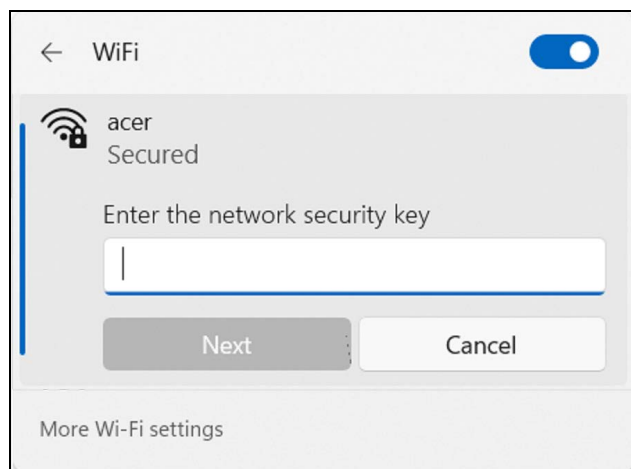 WiFi
acer
Secured
Enter the network security key
Next
Cancel
More Wi-Fi settings